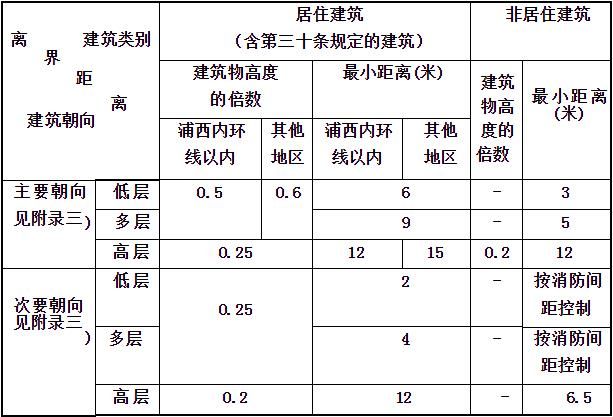 离 建筑类别
界
距
离
建筑朝向
居住建筑
（含第三十条规定的建筑）
非居住建筑
建筑物高度
的倍数
最小距离(米)
建筑
物高
度的
倍数
最小距离
(米)
浦西内环
线以内
其他
地区
浦西内环
线以内
其他
地区
主要朝向
见附录三)
低层 0.5 0.6 6 - 3
多层 9 - 5
高层 0.25 12 15 0.2 12
次要朝向
见附录三
)
低层 0.25 2 - 按消防间
距控制
多层 4 - 按消防间
距控制
高层 0.2 12 - 6.5